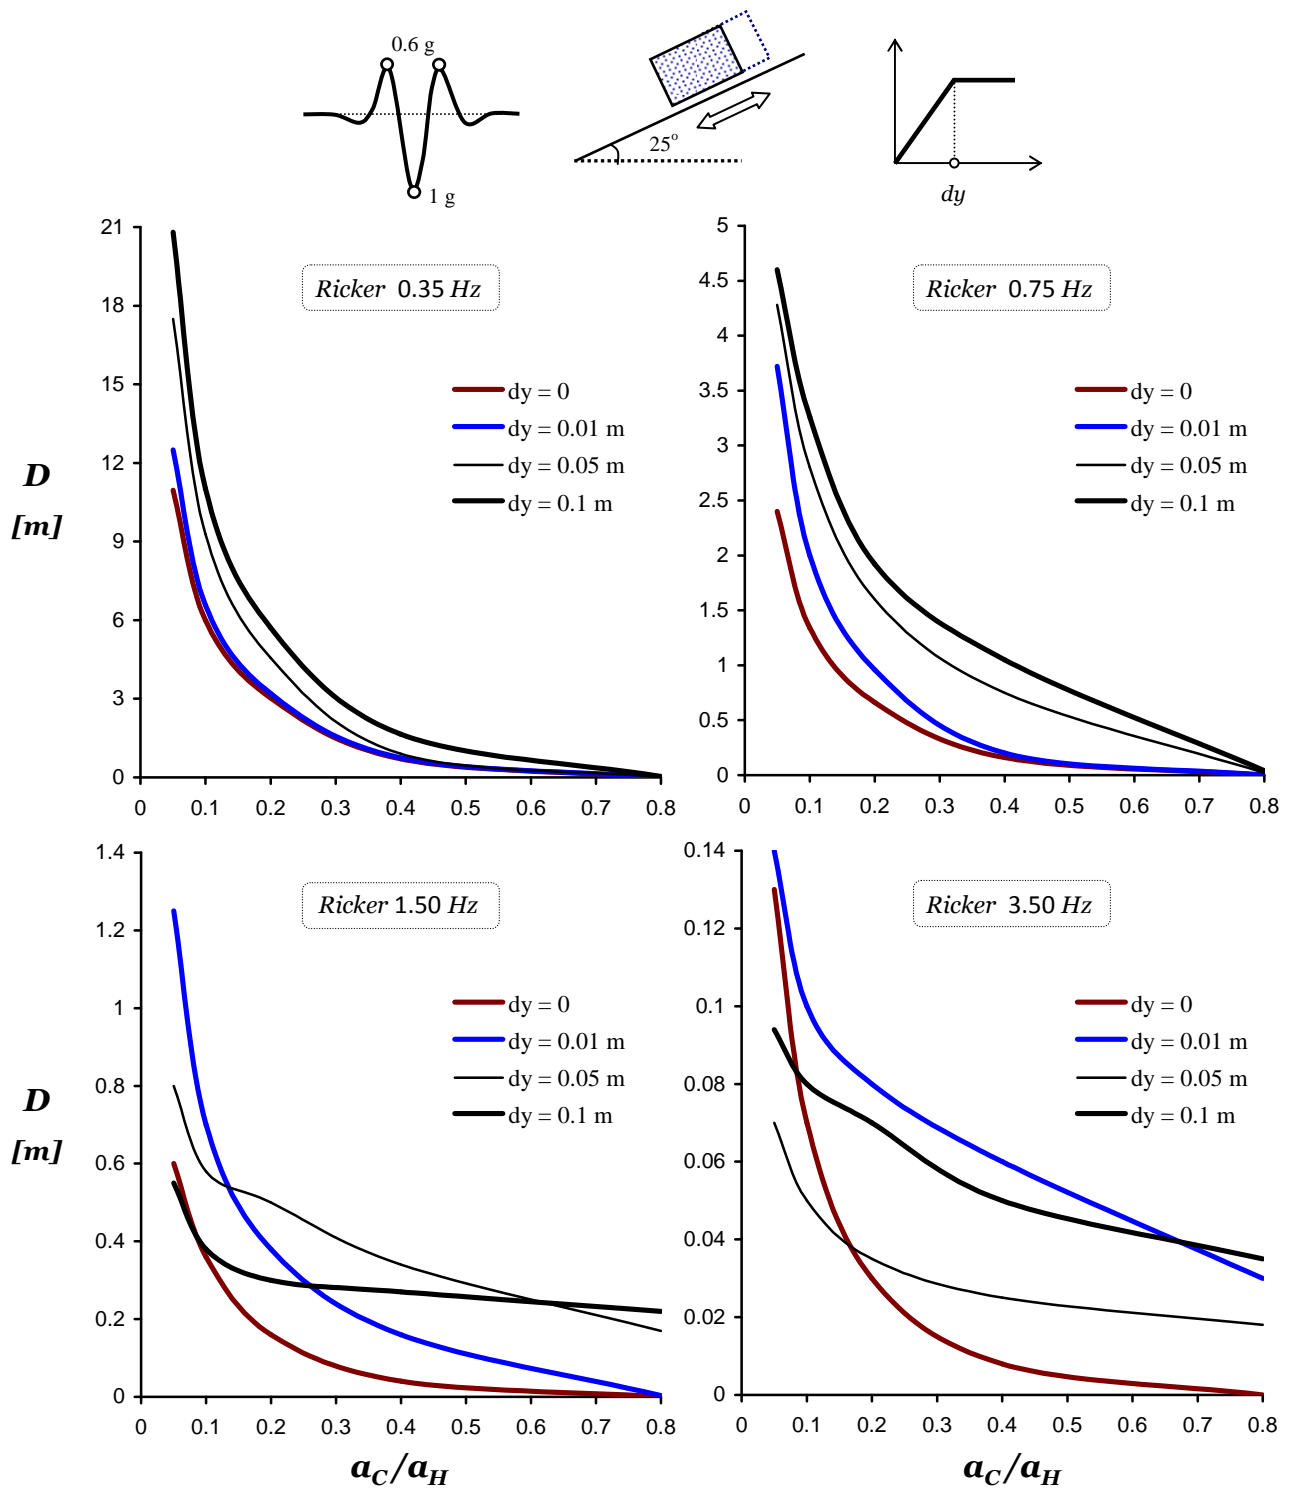 0.6 g
1 g
25°
dy
21
18
15
12
9
6
3
0
0 0.1 0.2 0.3 0.4 0.5 0.6 0.7 0.8
D
[m]
Ricker 0.35 Hz
dy = 0
dy = 0.01 m
dy = 0.05 m
dy = 0.1 m
5
4.5
4
3.5
3
2.5
2
1.5
1
0.5
0
0 0.1 0.2 0.3 0.4 0.5 0.6 0.7 0.8
Ricker 0.75 Hz
dy = 0
dy = 0.01 m
dy = 0.05 m
dy = 0.1 m
1.4
1.2
1
0.8
0.6
0.4
0.2
0
0 0.1 0.2 0.3 0.4 0.5 0.6 0.7 0.8
D
[m]
Ricker 1.50 Hz
dy = 0
dy = 0.01 m
dy = 0.05 m
dy = 0.1 m
a_C/a_H
0.14
0.12
0.1
0.08
0.06
0.04
0.02
0
0 0.1 0.2 0.3 0.4 0.5 0.6 0.7 0.8
Ricker 3.50 Hz
dy = 0
dy = 0.01 m
dy = 0.05 m
dy = 0.1 m
a_C/a_H